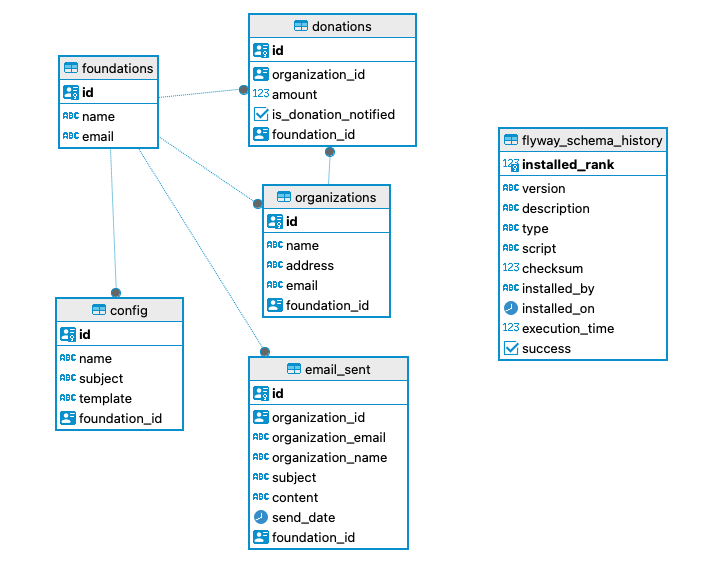 donations
id
organization_id
123 amount
is_donation_notified
foundation_id
foundations
id
ABC name
ABC email
flyway_schema_history
123 installed_rank
ABC version
ABC description
ABC type
ABC script
123 checksum
ABC installed_by
installed_on
123 execution_time
success
organizations
id
ABC name
ABC address
ABC email
foundation_id
config
id
ABC name
ABC subject
ABC template
foundation_id
email_sent
id
organization_id
ABC organization_email
ABC organization_name
ABC subject
ABC content
send_date
foundation_id